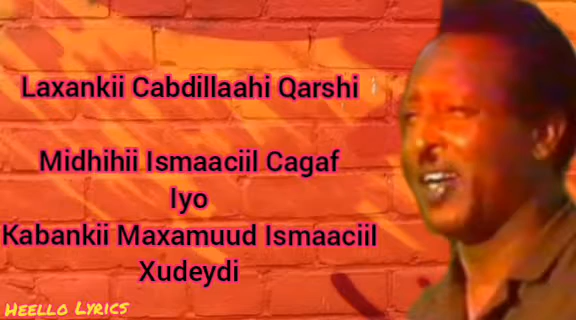 Laxankii Cabdillaahi Qarshi
Midhihii Ismaaciil Cagaf
Iyo
Kabankii Maxamuud Ismaaciil
Xudeydi
HEELLO LYRICS